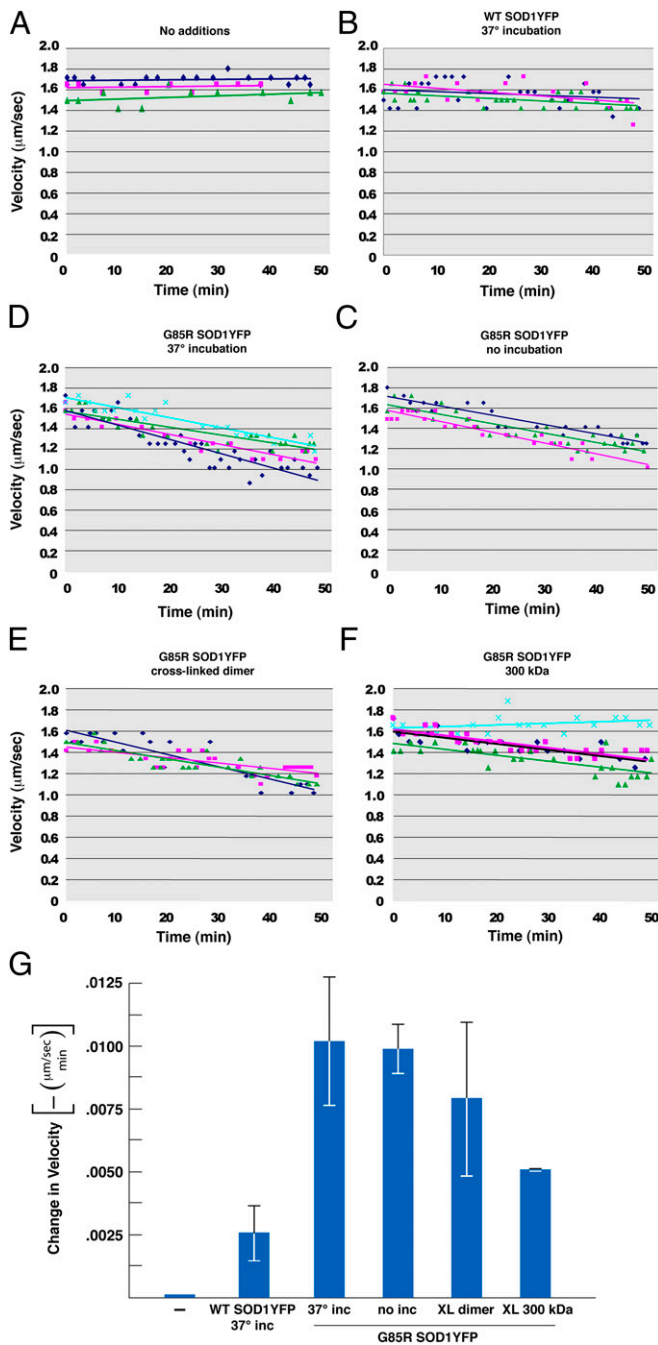 A
No additions
2.0
1.8
1.6
1.4
1.2
1.0
0.8
0.6
0.4
0.2
0
Velocity (μm/sec)
0 10 20 30 40 50
Time (min)
B
WT SOD1YFP
37° incubation
2.0
1.8
1.6
1.4
1.2
1.0
0.8
0.6
0.4
0.2
0
0 10 20 30 40 50
Time (min)
D
G85R SOD1YFP
37° incubation
2.0
1.8
1.6
1.4
1.2
1.0
0.8
0.6
0.4
0.2
0
Velocity (μm/sec)
0 10 20 30 40 50
Time (min)
C
G85R SOD1YFP
no incubation
2.0
1.8
1.6
1.4
1.2
1.0
0.8
0.6
0.4
0.2
0
0 10 20 30 40 50
Time (min)
E
G85R SOD1YFP
cross-linked dimer
2.0
1.8
1.6
1.4
1.2
1.0
0.8
0.6
0.4
0.2
0
Velocity (μm/sec)
0 10 20 30 40 50
Time (min)
F
G85R SOD1YFP
300 kDa
2.0
1.8
1.6
1.4
1.2
1.0
0.8
0.6
0.4
0.2
0
0 10 20 30 40 50
Time (min)
G
.0125
.0100
.0075
.0050
.0025
Change in Velocity [−(μm/sec/min)]
– WT SOD1YFP 37° inc no inc XL dimer XL 300 kDa
37° inc
G85R SOD1YFP